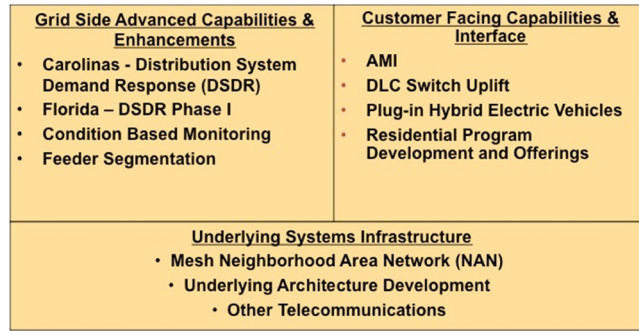 Grid Side Advanced Capabilities &
Enhancements
• Carolinas - Distribution System
Demand Response (DSDR)
• Florida – DSDR Phase I
• Condition Based Monitoring
• Feeder Segmentation
Customer Facing Capabilities &
Interface
• AMI
• DLC Switch Uplift
• Plug-in Hybrid Electric Vehicles
• Residential Program
Development and Offerings
Underlying Systems Infrastructure
• Mesh Neighborhood Area Network (NAN)
• Underlying Architecture Development
• Other Telecommunications